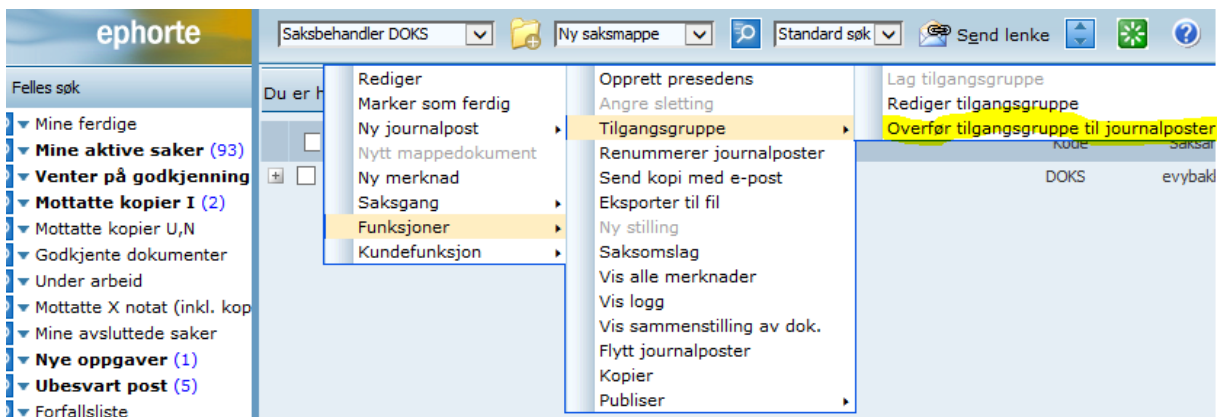 ephorte
Saksbehandler DOKS
Ny saksmappe
Standard søk
Send lenke
Felles søk
Mine ferdige
Mine aktive saker (93)
Venter på godkjenning
Mottatte kopier I (2)
Mottatte kopier U,N
Godkjente dokumenter
Under arbeid
Mottatte X notat (inkl. kop
Mine avsluttede saker
Nye oppgaver (1)
Ubesvart post (5)
Forfallsliste
Du er h
Rediger
Marker som ferdig
Ny journalpost
Nytt mappedokument
Ny merknad
Saksgang
Funksjoner
Kundefunksjon
Opprett presedens
Angre sletting
Tilgangsgruppe
Renummerer journalposter
Send kopi med e-post
Eksporter til fil
Ny stilling
Saksomslag
Vis alle merknader
Vis logg
Vis sammenstilling av dok.
Flytt journalposter
Kopier
Publiser
Lag tilgangsgruppe
Rediger tilgangsgruppe
Overfør tilgangsgruppe til journalposter
Kode
DOKS
evybakl